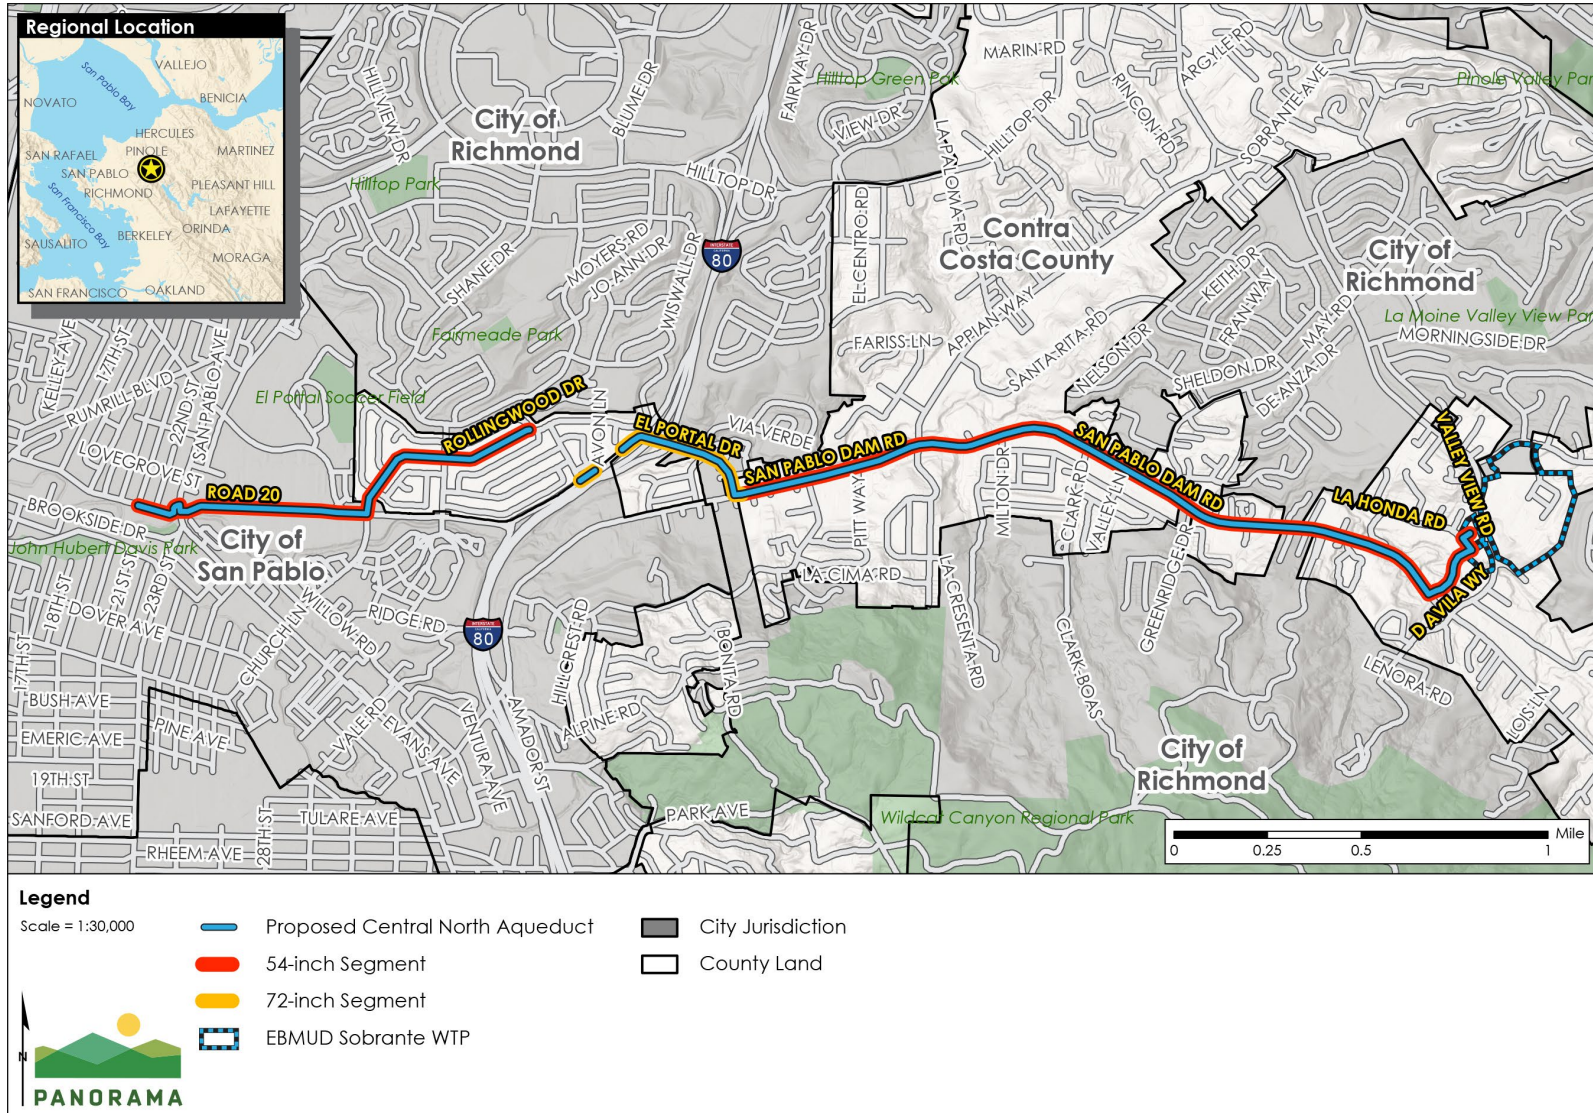 Regional Location
San Pablo Bay
VALLEJO
NOVATO
BENICIA
HERCULES
PINOLE
SAN RAFAEL
MARTINEZ
SAN PABLO
RICHMOND
PLEASANT HILL
San Francisco Bay
LAFAYETTE
BERKELEY
ORINDA
SAUSALITO
MORAGA
SAN FRANCISCO
OAKLAND
HILLVIEW DR
BLUME DR
FAIRWAY DR
City of
Richmond
Hilltop Green Pak
VIEW DR
MARIN RD
ARGYLE RD
RINCON RD
SOBRANTE AVE
Pinole Valley Par
HILLTOP DR
LA PALOMA RD
Hilltop Park
HILLTOP DR
EL CENTRO RD
Contra
Costa County
City of
Richmond
SHANE DR
MOYERS RD
JO ANN DR
WISWALL DR
INTERSTATE
CALIFORNIA
80
KEITH DR
FRAN WAY
MAY RD
La Moine Valley View Par
MORNINGSIDE DR
Fairmeade Park
FARISS LN
APPIAN WAY
SANTA RITA RD
NELSON DR
SHELDON DR
DE ANZA DR
KELLEY AVE
17TH ST
RUMRILL BLVD
22ND ST
SAN PABLO AVE
El Portal Soccer Field
LOVEGROVE ST
ROLLINGWOOD DR
AVON LN
EL PORTAL DR
VIA VERDE
SAN PABLO DAM RD
SAN PABLO DAM RD
VALLEY VIEW RD
LA HONDA RD
D AVILA WY
ROAD 20
BROOKSIDE DR
John Hubert Davis Park
City of
San Pablo
PITT WAY
MILTON DR
CLARK RD
VALLEY LN
GREENRIDGE DR
LA CIMA RD
LA CRESENTA RD
CLARK BOAS
18TH ST
21ST ST
23RD ST
DOVER AVE
CHURCH LN
WILLOW RD
RIDGE RD
INTERSTATE
CALIFORNIA
80
HILLCREST RD
BONITA RD
LENORA RD
LOIS LN
17TH ST
BUSH AVE
EMERIC AVE
PINE AVE
VALE RD
EVANS AVE
VENTURA AVE
AMADOR ST
ALPINE RD
City of
Richmond
19TH ST
SANFORD AVE
28TH ST
TULARE AVE
RHEEM AVE
PARK AVE
Wildcat Canyon Regional Park
Mile
0 0.25 0.5 1
Legend
Scale = 1:30,000
Proposed Central North Aqueduct
54-inch Segment
72-inch Segment
EBMUD Sobrante WTP
City Jurisdiction
County Land
N
PANORAMA